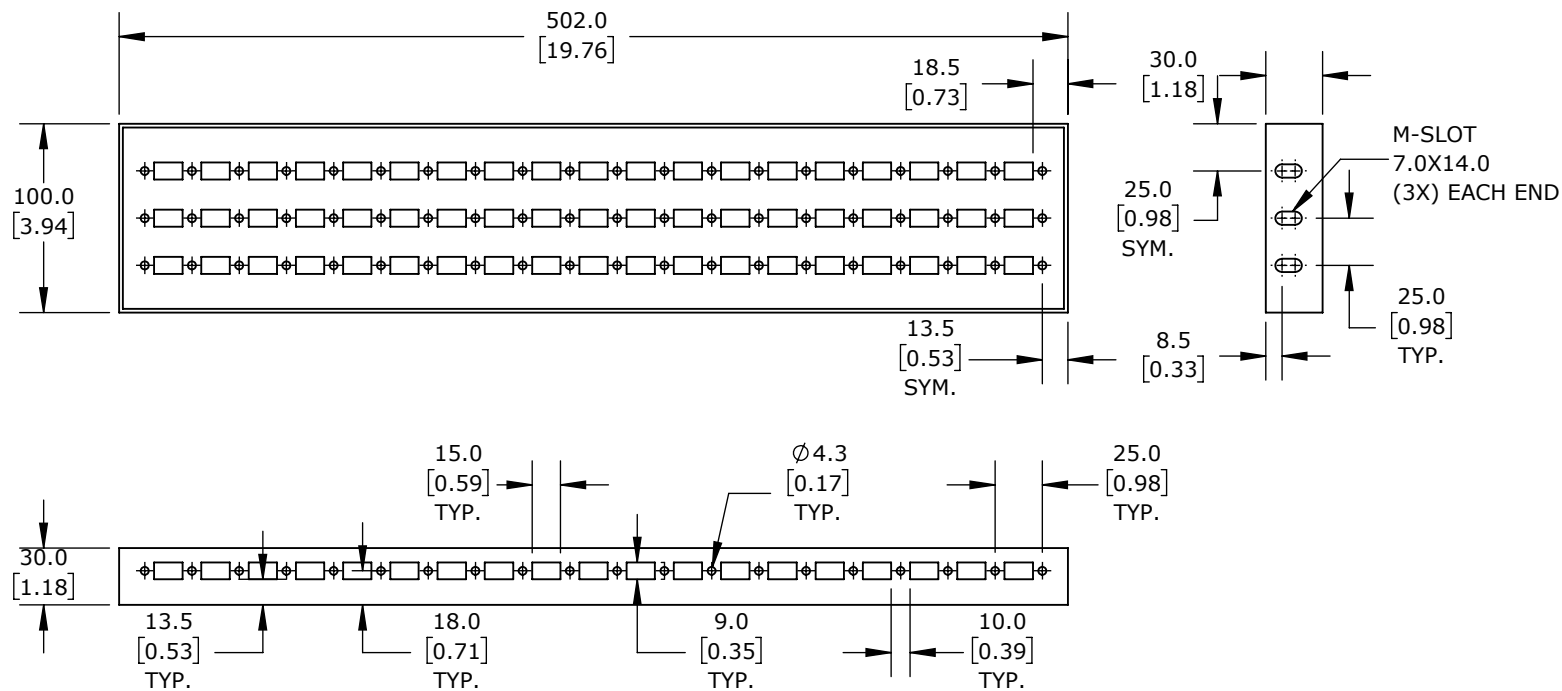 502.0
[19.76]
18.5
[0.73]
30.0
[1.18]
100.0
[3.94]
25.0
[0.98]
SYM.
M-SLOT
7.0X14.0
(3X) EACH END
13.5
[0.53]
SYM.
8.5
[0.33]
25.0
[0.98]
TYP.
15.0
[0.59]
TYP.
Ø4.3
[0.17]
TYP.
25.0
[0.98]
TYP.
30.0
[1.18]
13.5
[0.53]
TYP.
18.0
[0.71]
TYP.
9.0
[0.35]
TYP.
10.0
[0.39]
TYP.